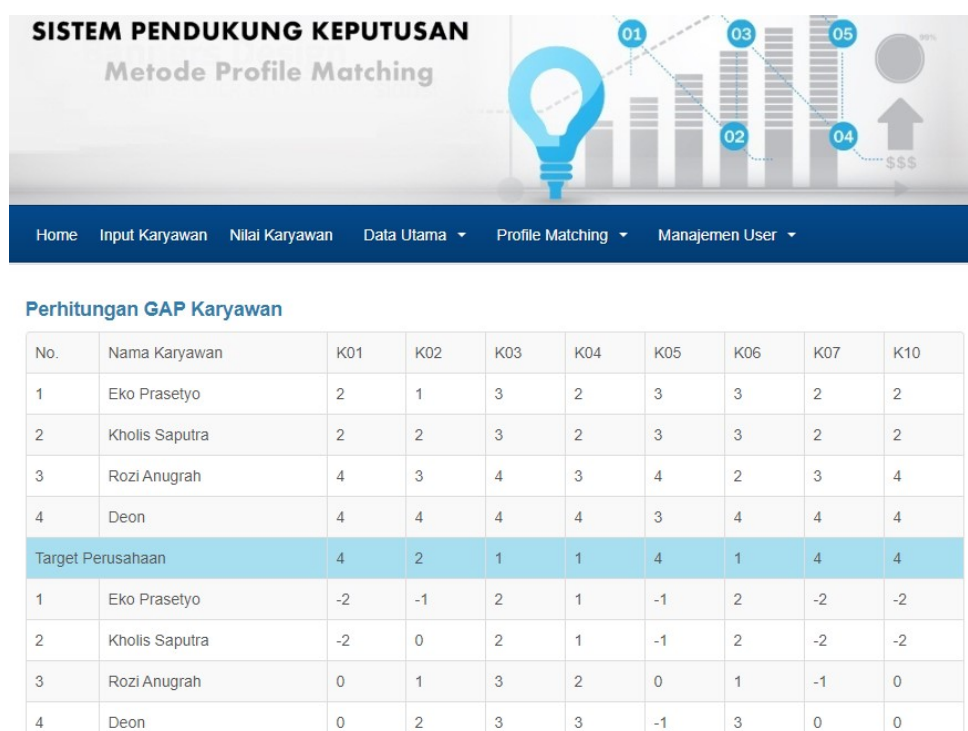 SISTEM PENDUKUNG KEPUTUSAN
Metode Profile Matching
01 03 05 99%
02 04
$$$
Home Input Karyawan Nilai Karyawan Data Utama Profile Matching Manajemen User
Perhitungan GAP Karyawan
No. Nama Karyawan K01 K02 K03 K04 K05 K06 K07 K10
1 Eko Prasetyo 2 1 3 2 3 3 2 2
2 Kholis Saputra 2 2 3 2 3 3 2 2
3 Rozi Anugrah 4 3 4 3 4 2 3 4
4 Deon 4 4 4 4 3 4 4 4
Target Perusahaan 4 2 1 1 4 1 4 4
1 Eko Prasetyo -2 -1 2 1 -1 2 -2 -2
2 Kholis Saputra -2 0 2 1 -1 2 -2 -2
3 Rozi Anugrah 0 1 3 2 0 1 -1 0
4 Deon 0 2 3 3 -1 3 0 0